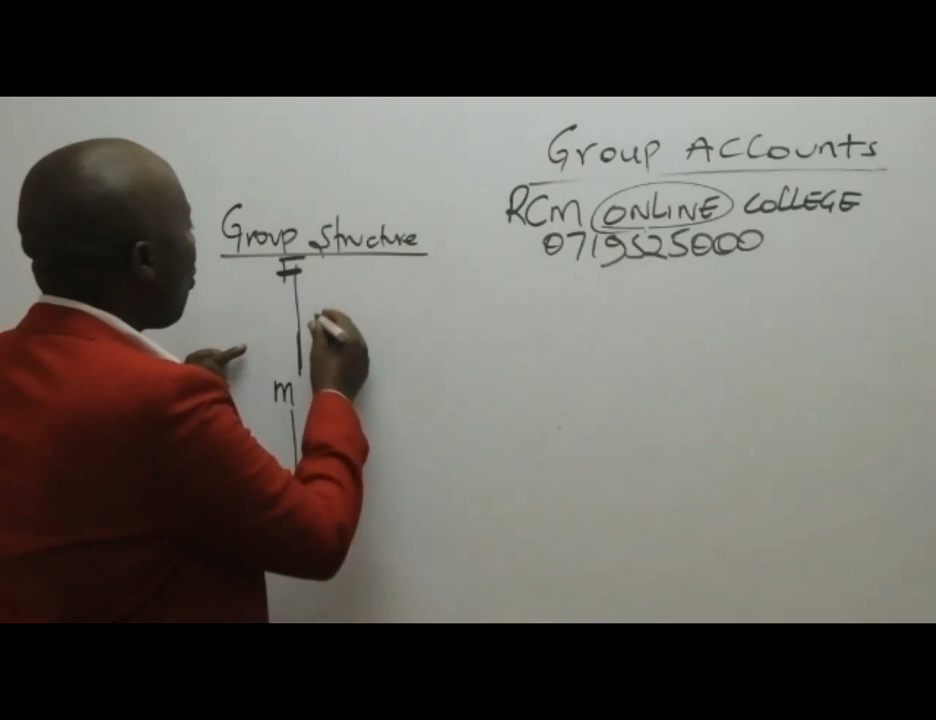 Group Accounts
RCM ONLINE COLLEGE
0719525000
Group Structure
F
m